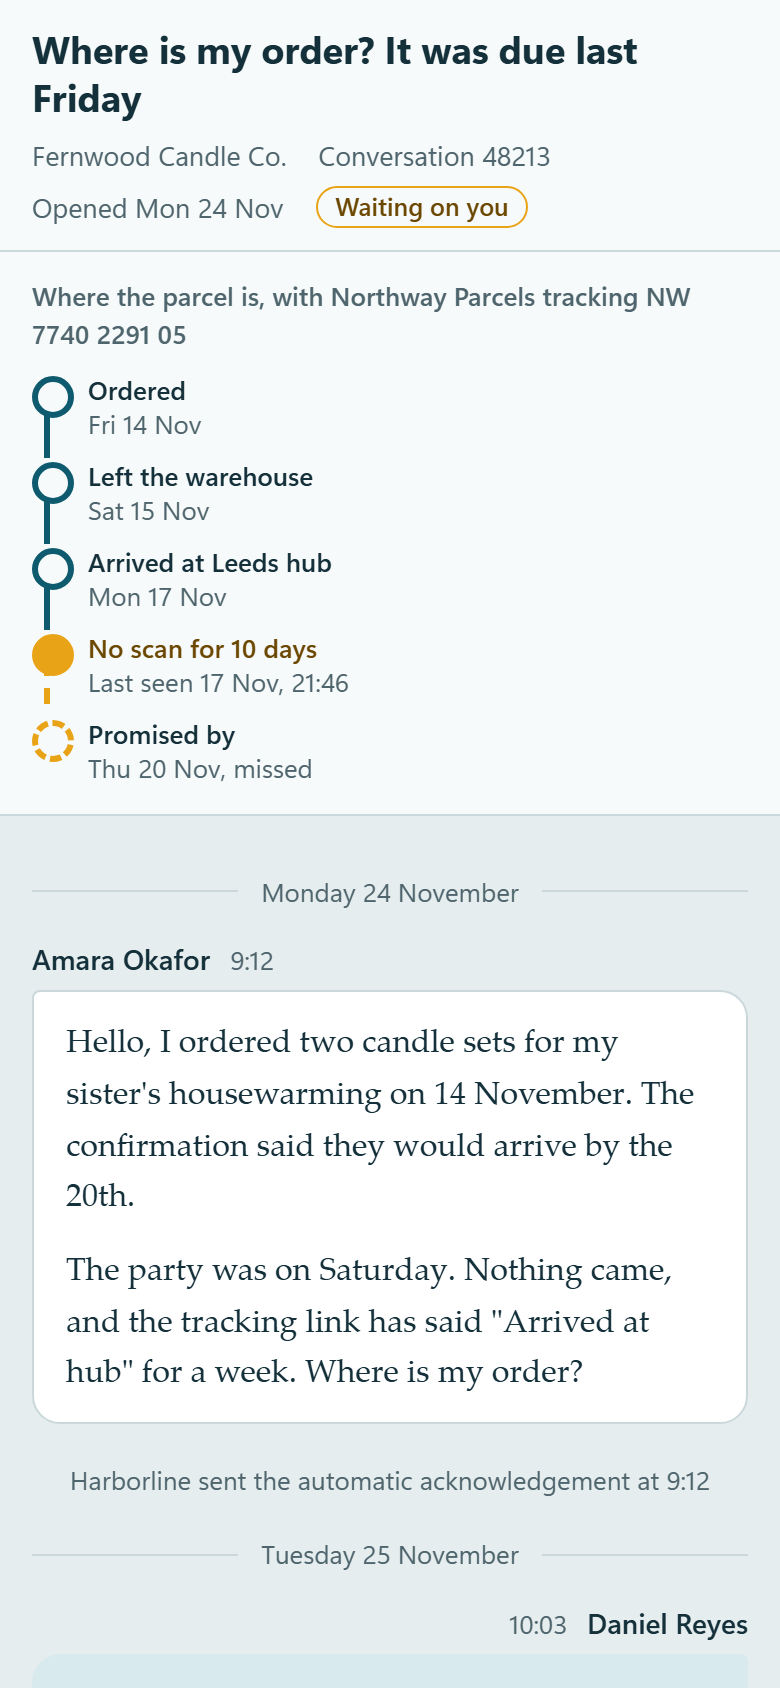 Where is my order? It was due last
Friday
Fernwood Candle Co. Conversation 48213
Opened Mon 24 Nov Waiting on you
Where the parcel is, with Northway Parcels tracking NW
7740 2291 05
Ordered
Fri 14 Nov
Left the warehouse
Sat 15 Nov
Arrived at Leeds hub
Mon 17 Nov
No scan for 10 days
Last seen 17 Nov, 21:46
Promised by
Thu 20 Nov, missed
Monday 24 November
Amara Okafor 9:12
Hello, I ordered two candle sets for my
sister's housewarming on 14 November. The
confirmation said they would arrive by the
20th.
The party was on Saturday. Nothing came,
and the tracking link has said "Arrived at
hub" for a week. Where is my order?
Harborline sent the automatic acknowledgement at 9:12
Tuesday 25 November
10:03 Daniel Reyes